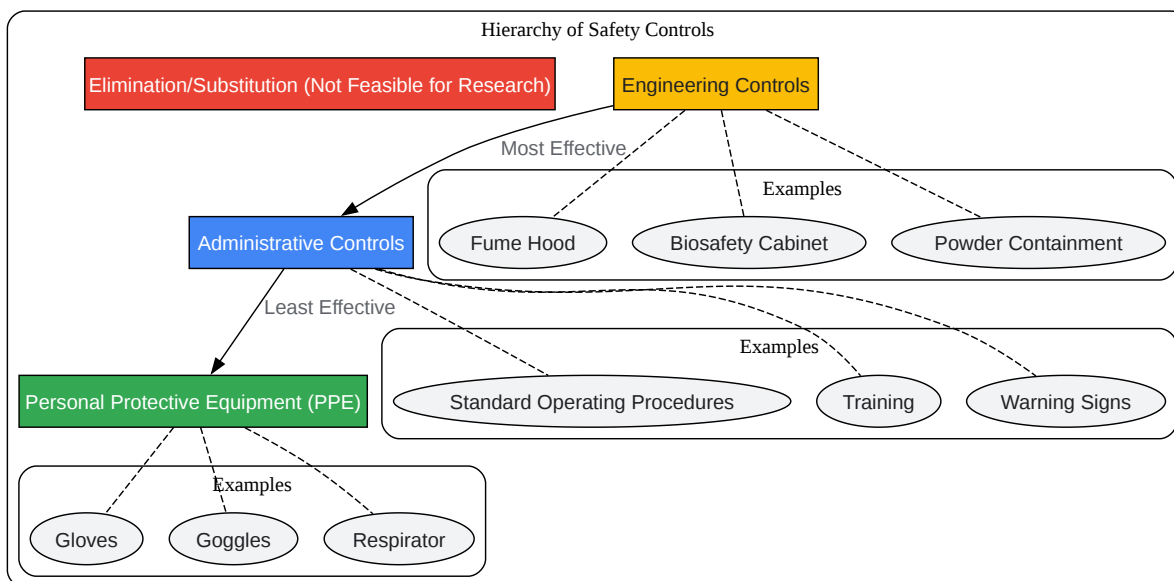 Hierarchy of Safety Controls
Elimination/Substitution (Not Feasible for Research)
Engineering Controls
Most Effective
Examples
Fume Hood
Biosafety Cabinet
Powder Containment
Administrative Controls
Least Effective
Examples
Standard Operating Procedures
Training
Warning Signs
Personal Protective Equipment (PPE)
Examples
Gloves
Goggles
Respirator